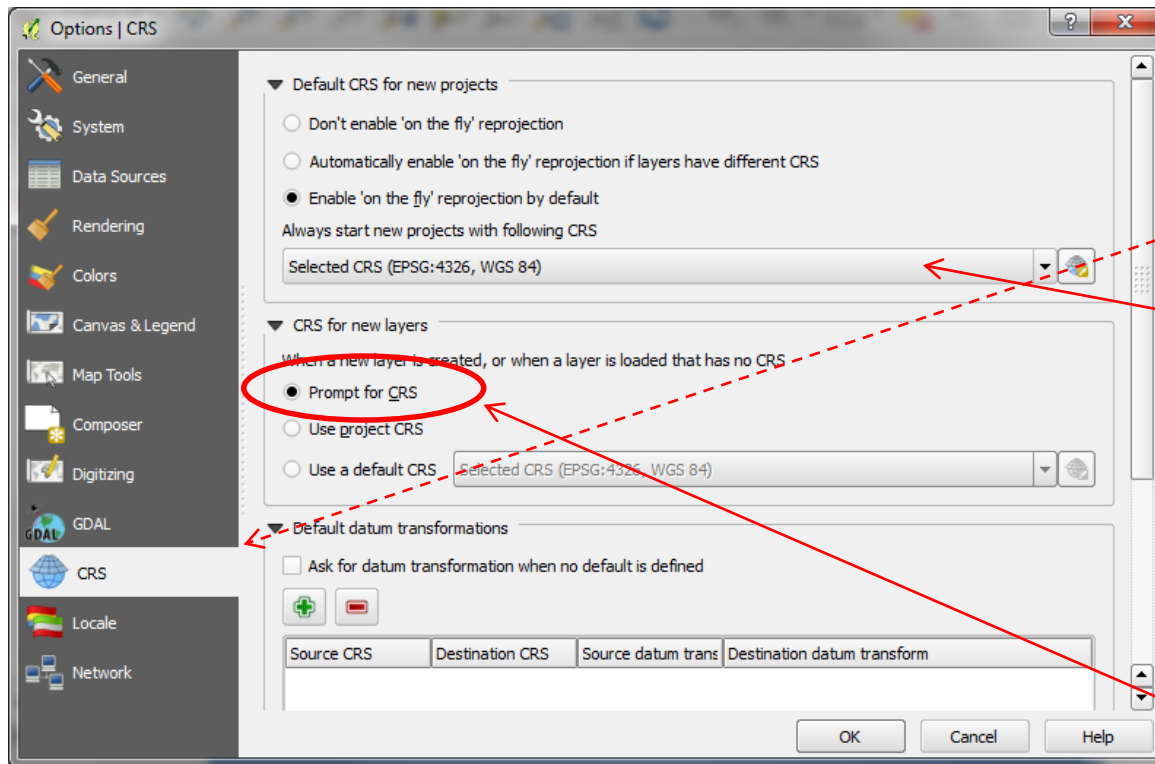 Options | CRS
General
System
Data Sources
Rendering
Colors
Canvas & Legend
Map Tools
Composer
Digitizing
GDAL
GDAL
CRS
Locale
Network
Default CRS for new projects
Don't enable 'on the fly' reprojection
Automatically enable 'on the fly' reprojection if layers have different CRS
Enable 'on the fly' reprojection by default
Always start new projects with following CRS
Selected CRS (EPSG:4326, WGS 84)
CRS for new layers
When a new layer is created, or when a layer is loaded that has no CRS
Prompt for CRS
Use project CRS
Use a default CRS Selected CRS (EPSG:4326, WGS 84)
Default datum transformations
Ask for datum transformation when no default is defined
Source CRS Destination CRS Source datum trans Destination datum transform
OK Cancel Help